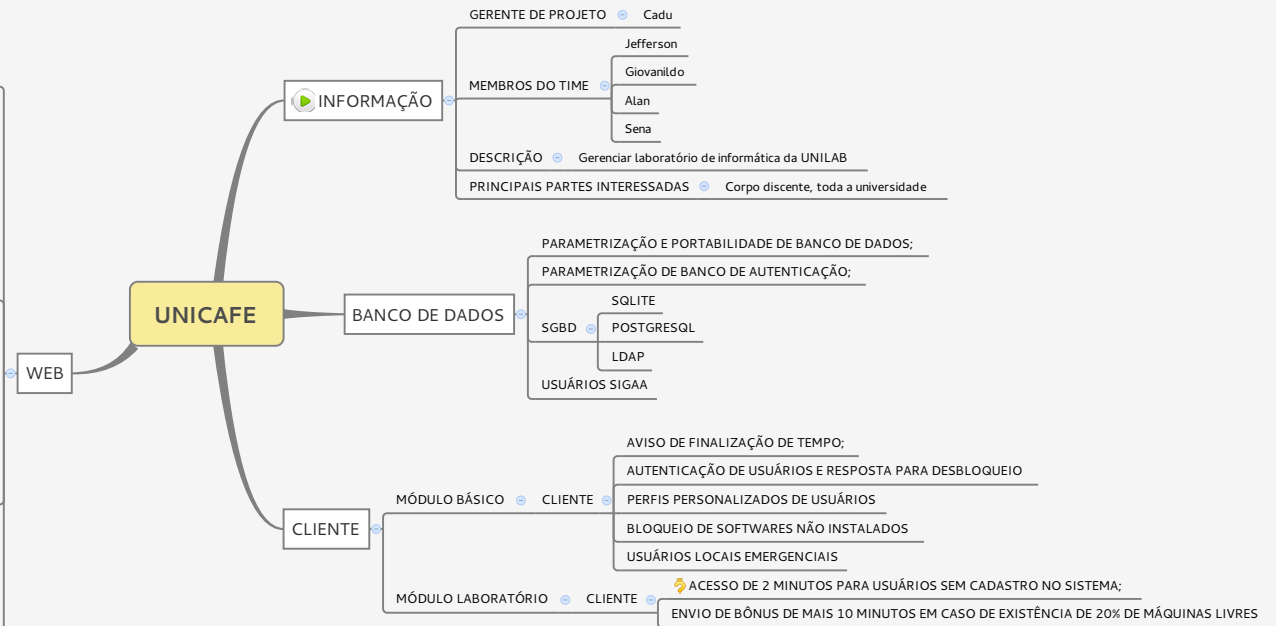 GERENTE DE PROJETO Cadu
Jefferson
Giovanildo
MEMBROS DO TIME
Alan
Sena
INFORMAÇÃO
DESCRIÇÃO Gerenciar laboratório de informática da UNILAB
PRINCIPAIS PARTES INTERESSADAS Corpo discente, toda a universidade
PARAMETRIZAÇÃO E PORTABILIDADE DE BANCO DE DADOS;
PARAMETRIZAÇÃO DE BANCO DE AUTENTICAÇÃO;
SQLITE
SGBD POSTGRESQL
LDAP
USUÁRIOS SIGAA
BANCO DE DADOS
UNICAFE
WEB
AVISO DE FINALIZAÇÃO DE TEMPO;
AUTENTICAÇÃO DE USUÁRIOS E RESPOSTA PARA DESBLOQUEIO
MÓDULO BÁSICO CLIENTE PERFIS PERSONALIZADOS DE USUÁRIOS
BLOQUEIO DE SOFTWARES NÃO INSTALADOS
USUÁRIOS LOCAIS EMERGENCIAIS
CLIENTE
ACESSO DE 2 MINUTOS PARA USUÁRIOS SEM CADASTRO NO SISTEMA;
MÓDULO LABORATÓRIO CLIENTE
ENVIO DE BÔNUS DE MAIS 10 MINUTOS EM CASO DE EXISTÊNCIA DE 20% DE MÁQUINAS LIVRES